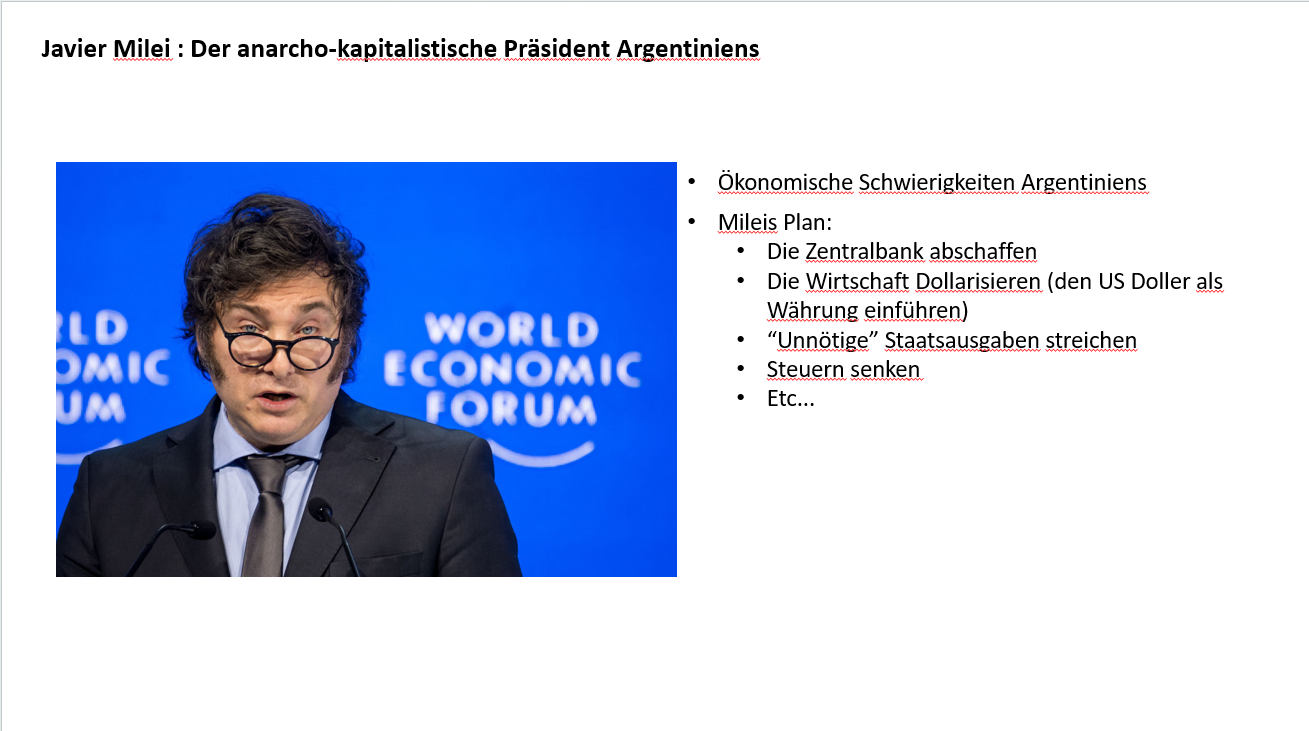 Javier Milei : Der anarcho-kapitalistische Präsident Argentiniens
RLD
OMIC
UM
WORLD
ECONOMIC
FORUM
• Ökonomische Schwierigkeiten Argentiniens
• Mileis Plan:
• Die Zentralbank abschaffen
• Die Wirtschaft Dollarisieren (den US Doller als
Währung einführen)
• “Unnötige” Staatsausgaben streichen
• Steuern senken
• Etc...